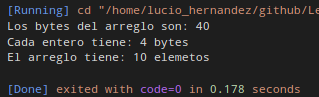 [Running] cd "/home/lucio_hernandez/github/Le
Los bytes del arreglo son: 40
Cada entero tiene: 4 bytes
El arreglo tiene: 10 elemetos
[Done] exited with code=0 in 0.178 seconds